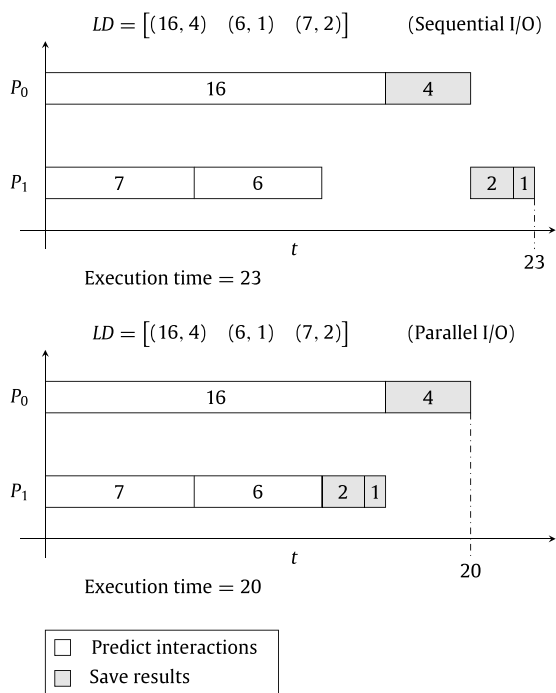 LD = [(16, 4) (6, 1) (7, 2)] (Sequential I/O)
P0 16 4
P1 7 6 2 1
t
23
Execution time = 23
LD = [(16, 4) (6, 1) (7, 2)] (Parallel I/O)
P0 16 4
P1 7 6 2 1
t
20
Execution time = 20
Predict interactions
Save results